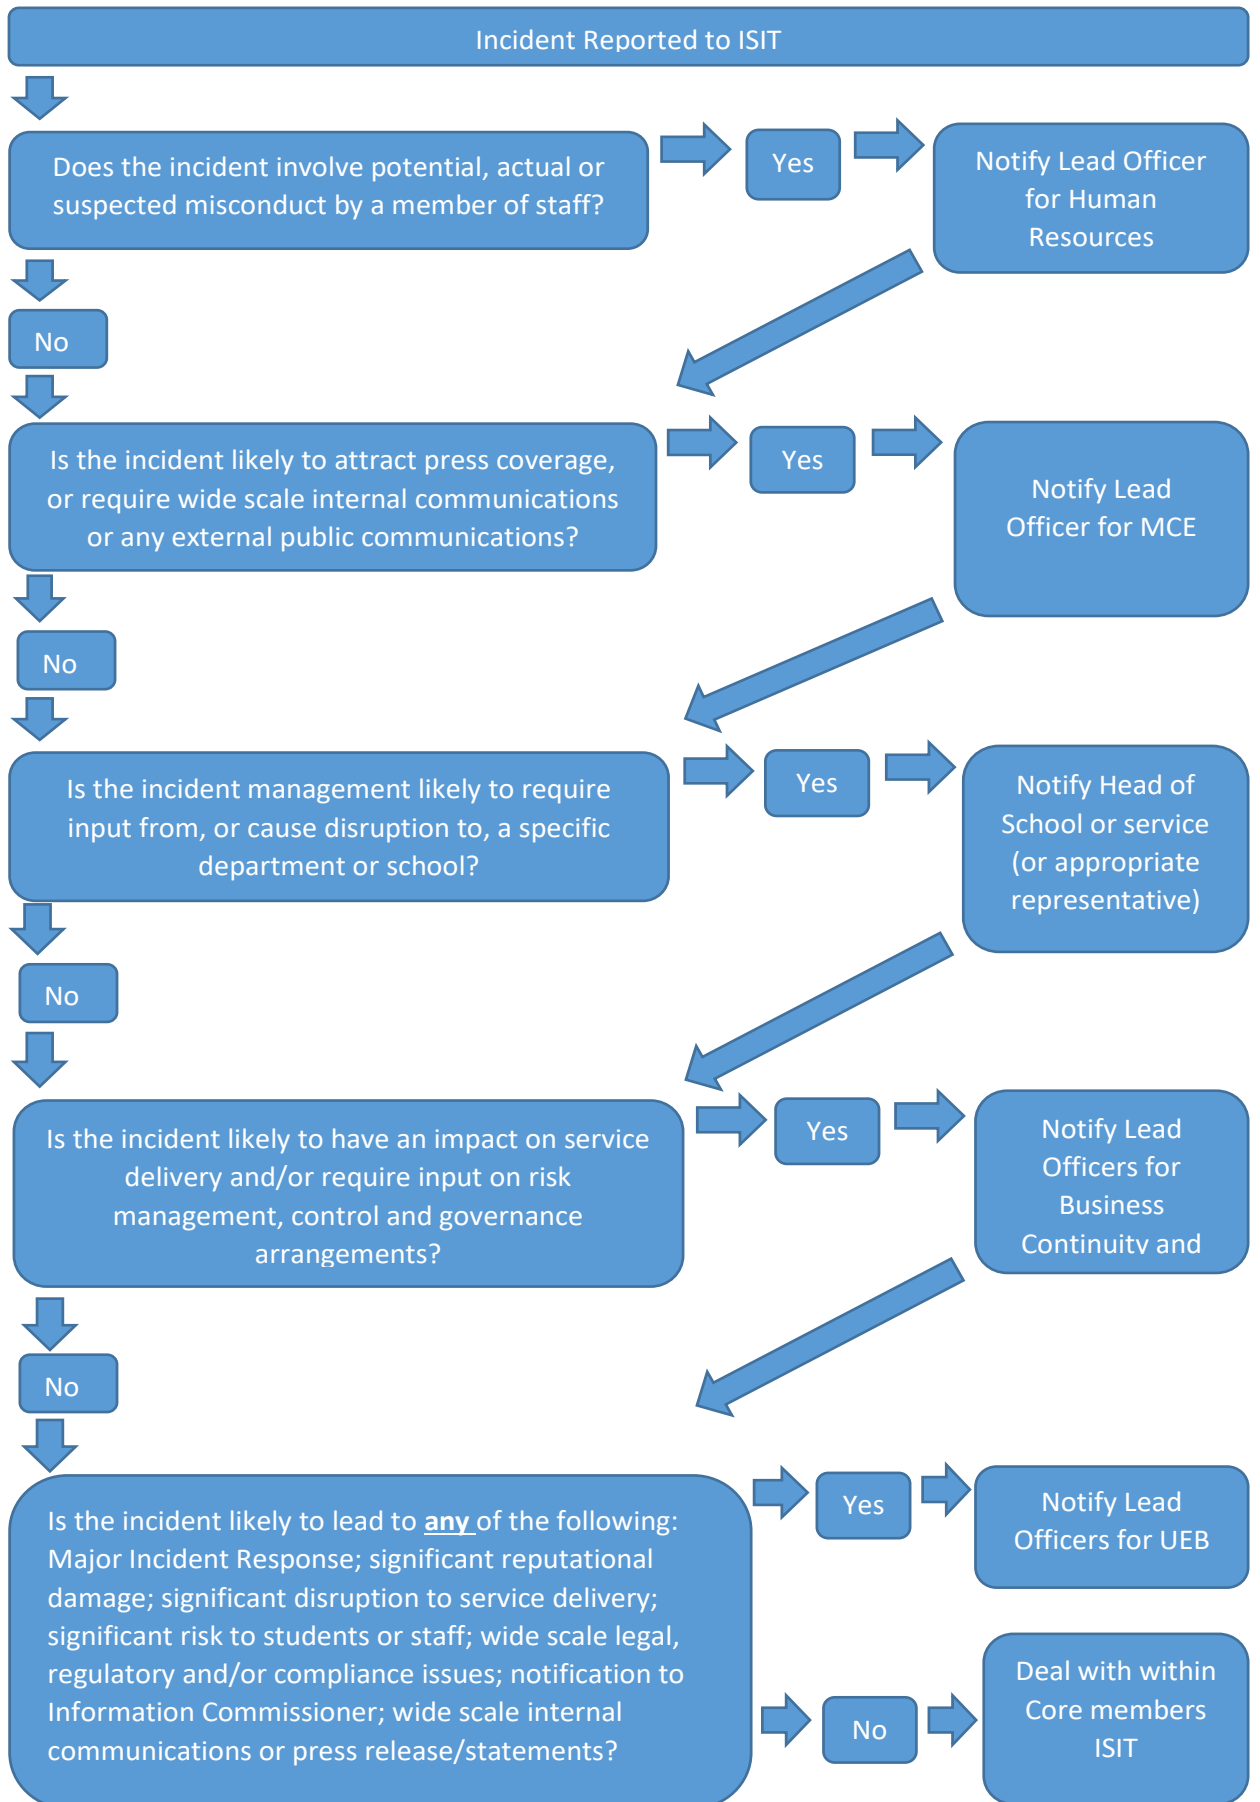 Incident Reported to ISIT
Does the incident involve potential, actual or
suspected misconduct by a member of staff?
Yes
Notify Lead Officer
for Human
Resources
No
Is the incident likely to attract press coverage,
or require wide scale internal communications
or any external public communications?
Yes
Notify Lead
Officer for MCE
No
Is the incident management likely to require
input from, or cause disruption to, a specific
department or school?
Yes
Notify Head of
School or service
(or appropriate
representative)
No
Is the incident likely to have an impact on service
delivery and/or require input on risk
management, control and governance
arrangements?
Yes
Notify Lead
Officers for
Business
Continuity and
No
Is the incident likely to lead to any of the following:
Major Incident Response; significant reputational
damage; significant disruption to service delivery;
significant risk to students or staff; wide scale legal,
regulatory and/or compliance issues; notification to
Information Commissioner; wide scale internal
communications or press release/statements?
Yes
Notify Lead
Officers for UEB
No
Deal with within
Core members
ISIT